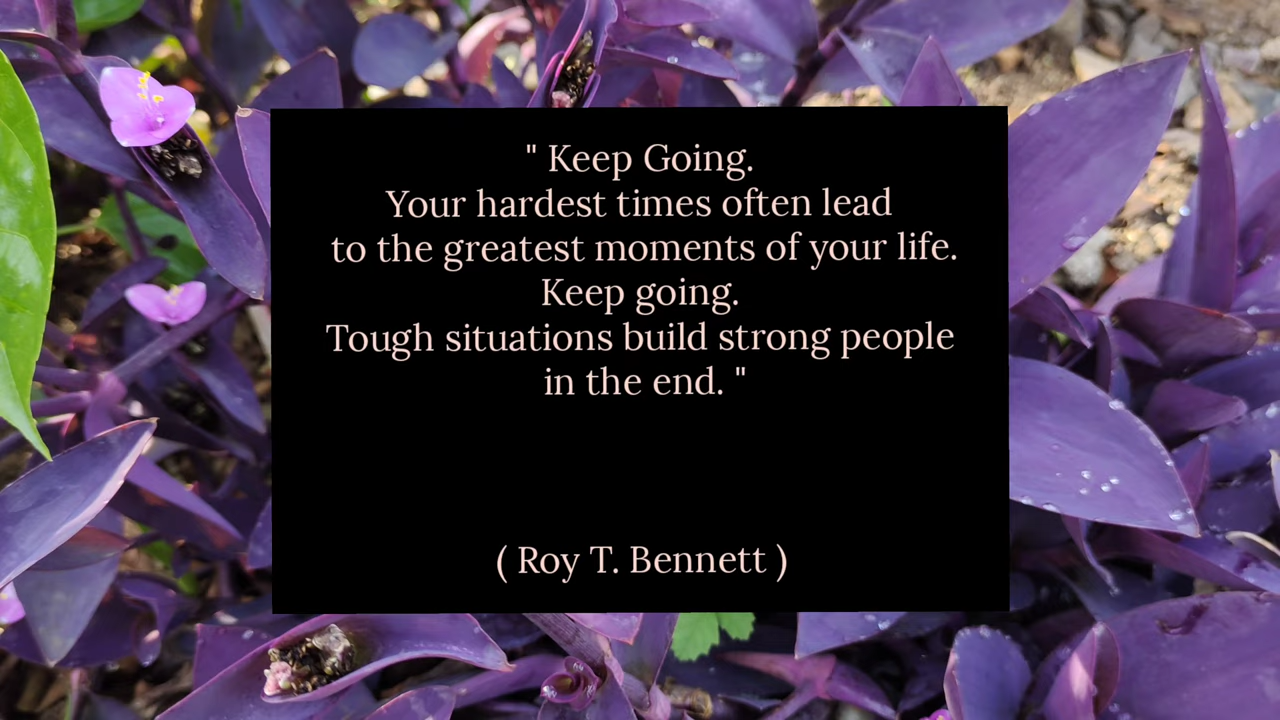 " Keep Going.
Your hardest times often lead
to the greatest moments of your life.
Keep going.
Tough situations build strong people
in the end. "
( Roy T. Bennett )